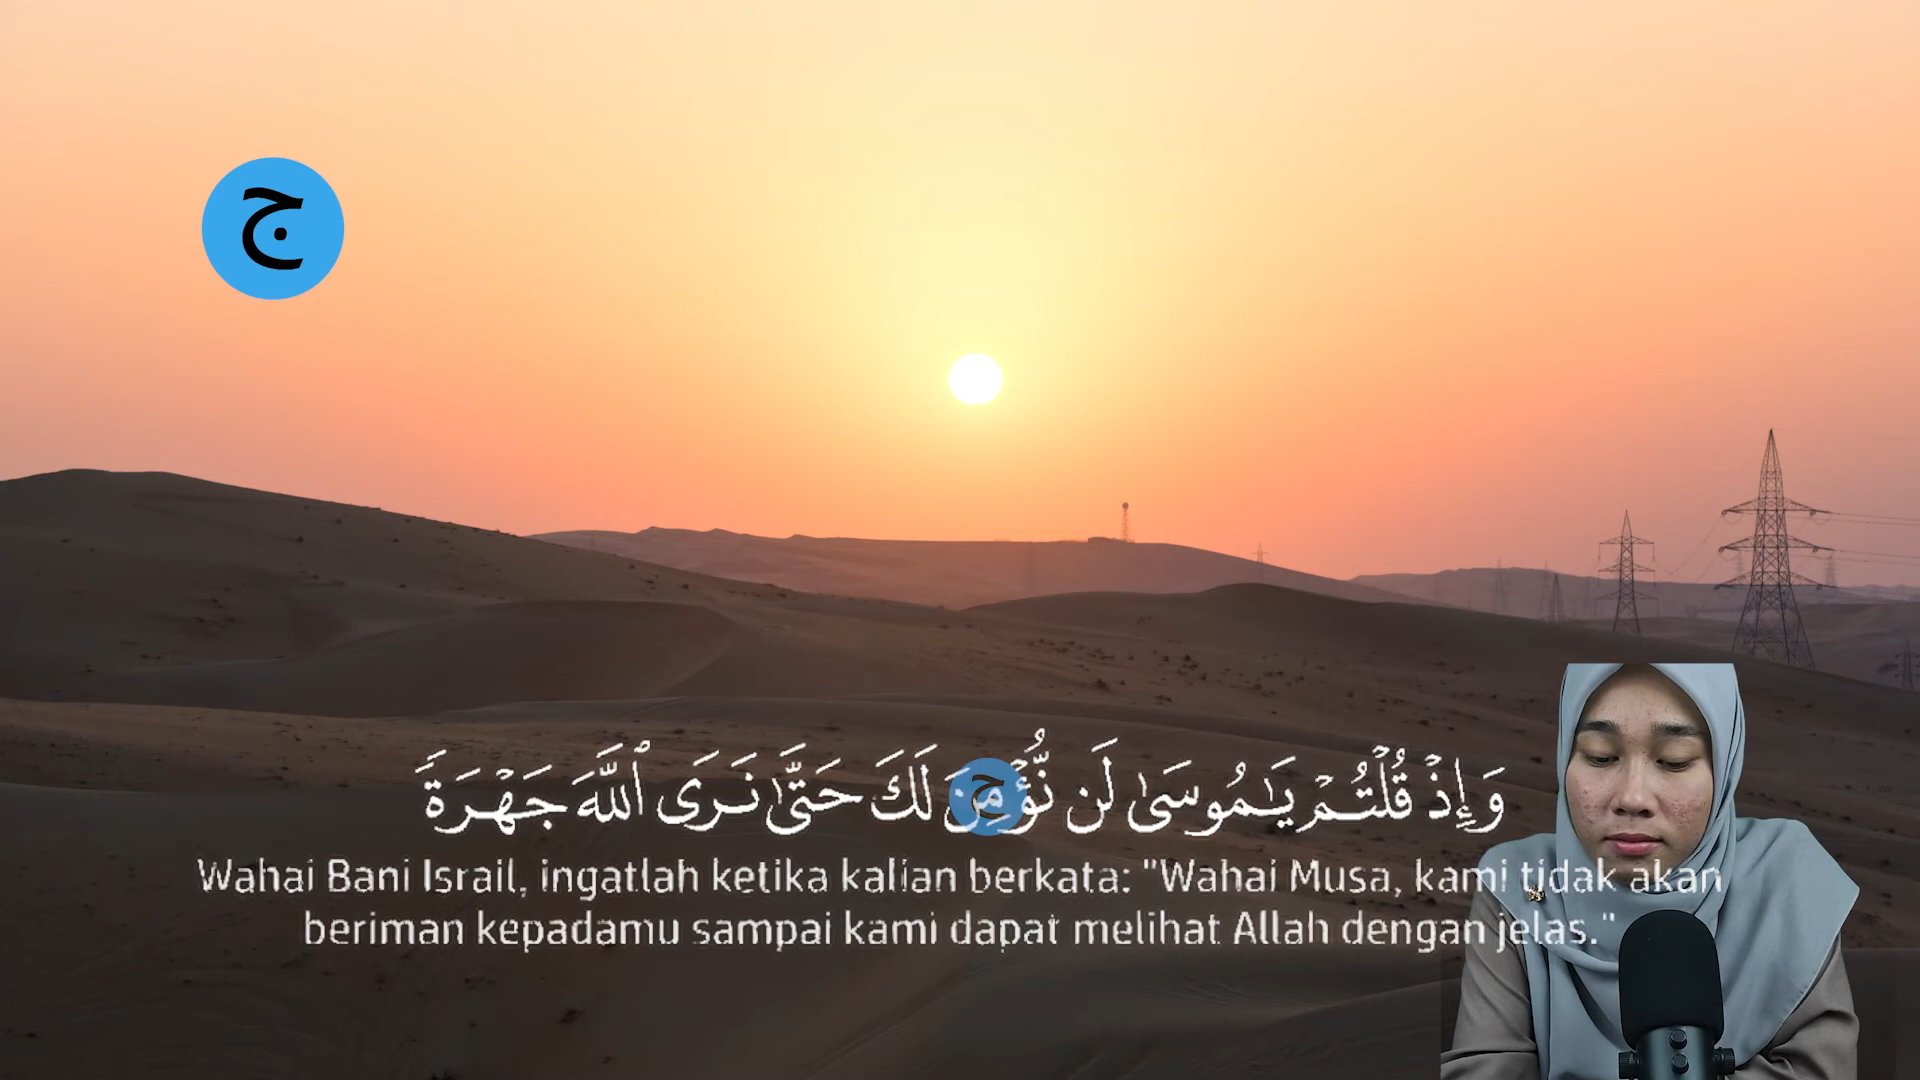 ج
وَإِذْ قُلْتُمْ يَـٰمُوسَىٰ لَن نُّؤْمِنَ لَكَ حَتَّىٰ نَرَى ٱللَّهَ جَهْرَةً
ج
Wahai Bani Israil, ingatlah ketika kalian berkata: "Wahai Musa, kami tidak akan
beriman kepadamu sampai kami dapat melihat Allah dengan jelas."